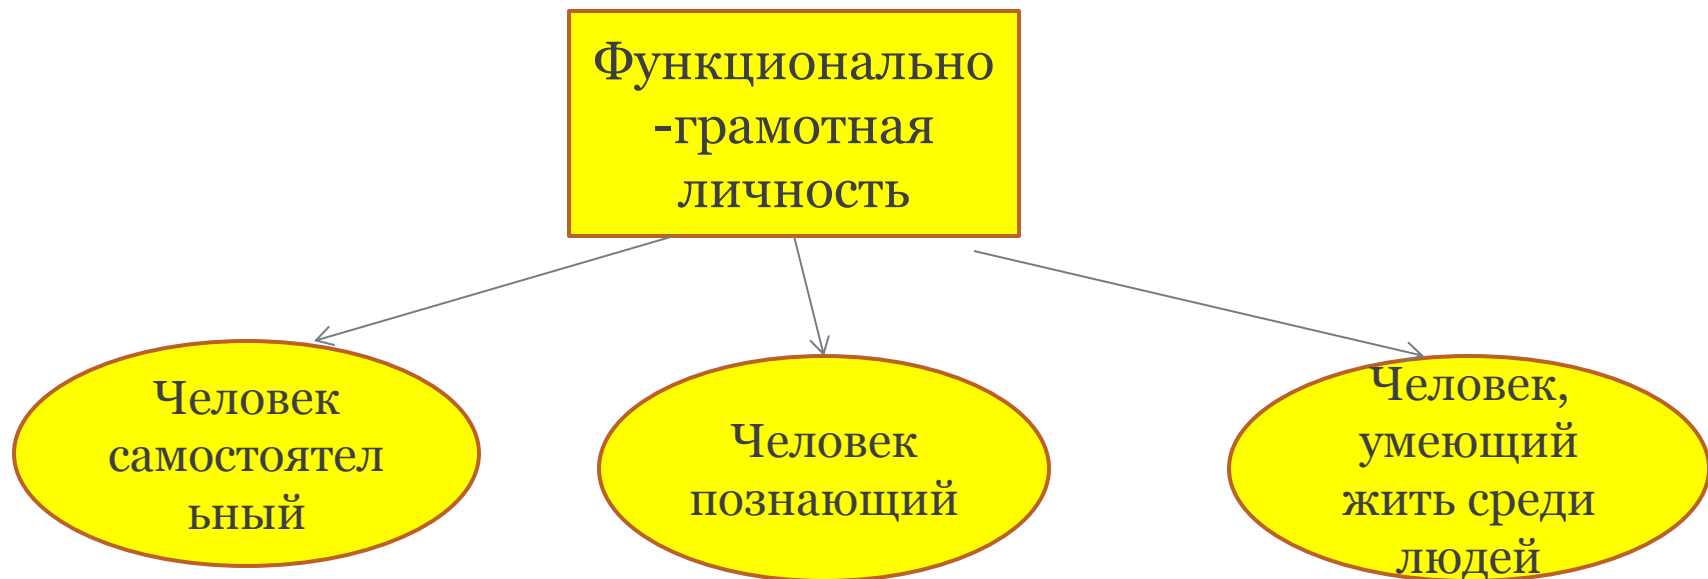 Функционально
-грамотная
личность
Человек
самостоятел
ьный
Человек
познающий
Человек,
умеющий
жить среди
людей